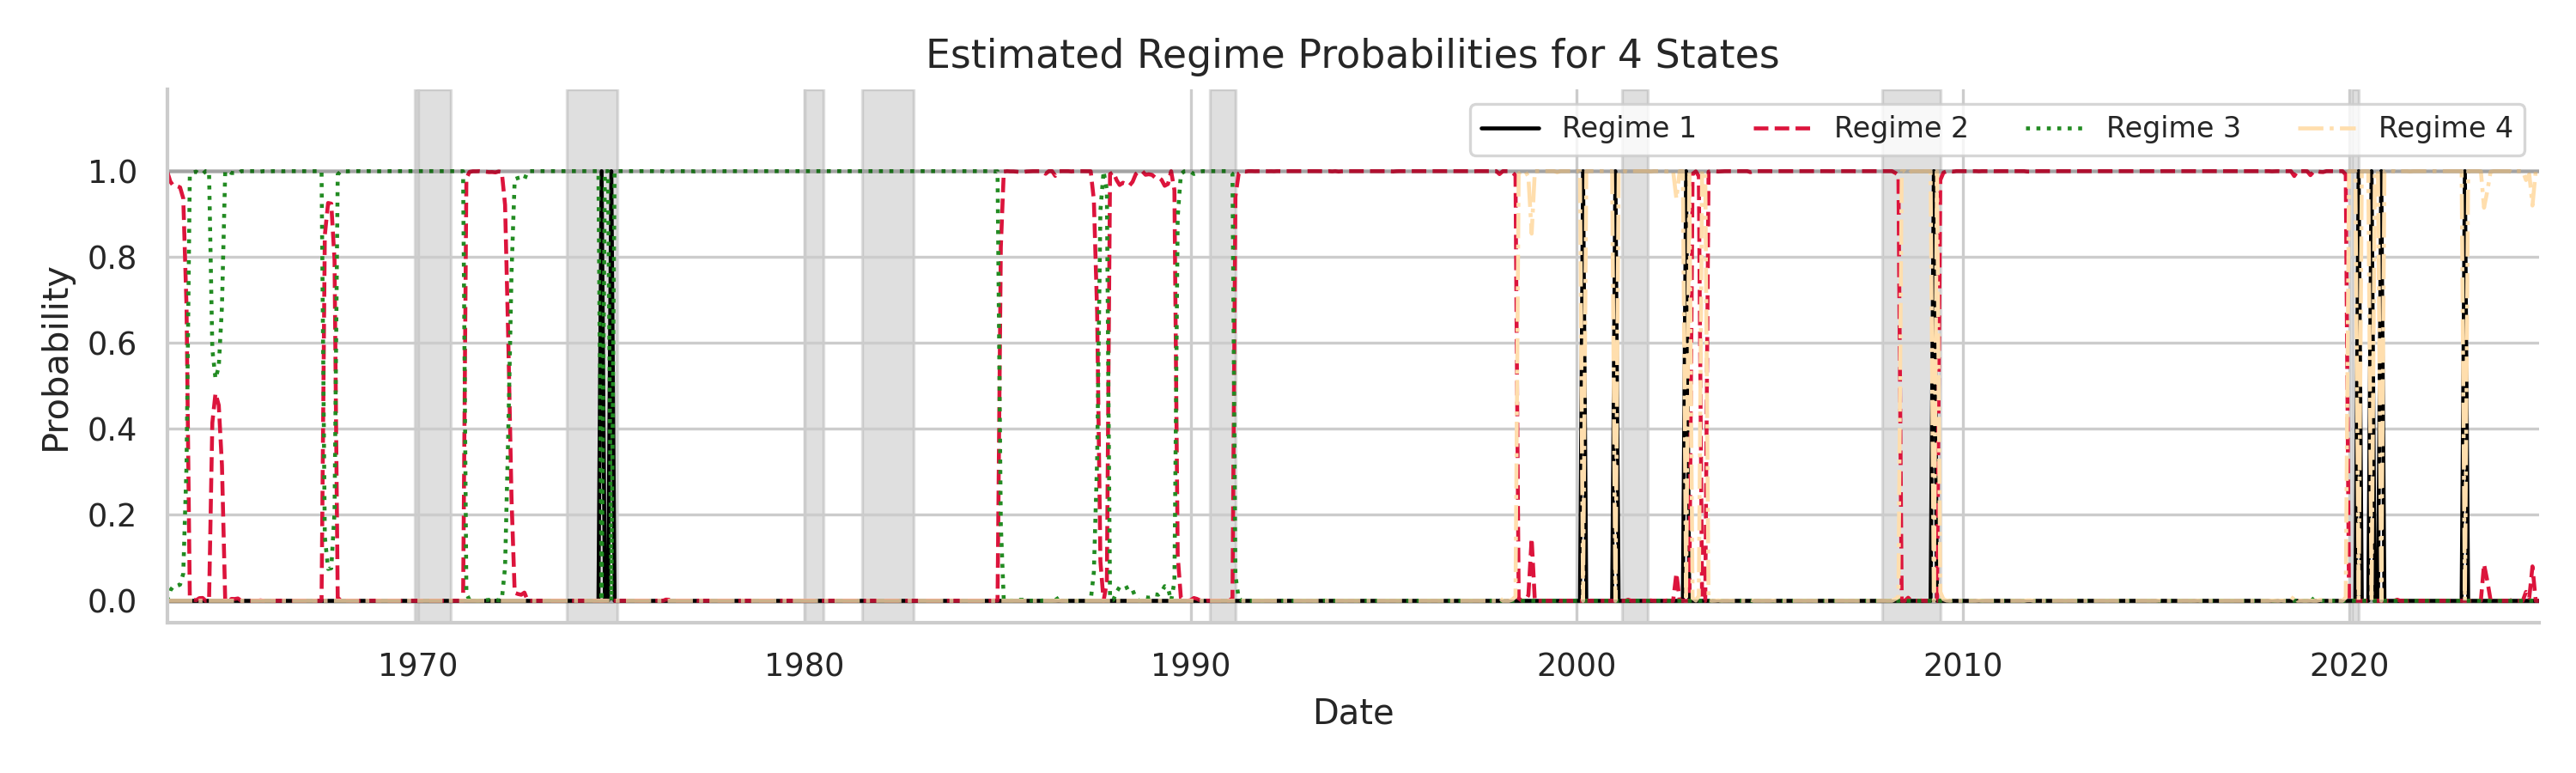 Estimated Regime Probabilities for 4 States
Regime 1 Regime 2 Regime 3 Regime 4
1.0
0.8
0.6
0.4
0.2
0.0
Probability
1970 1980 1990 2000 2010 2020
Date